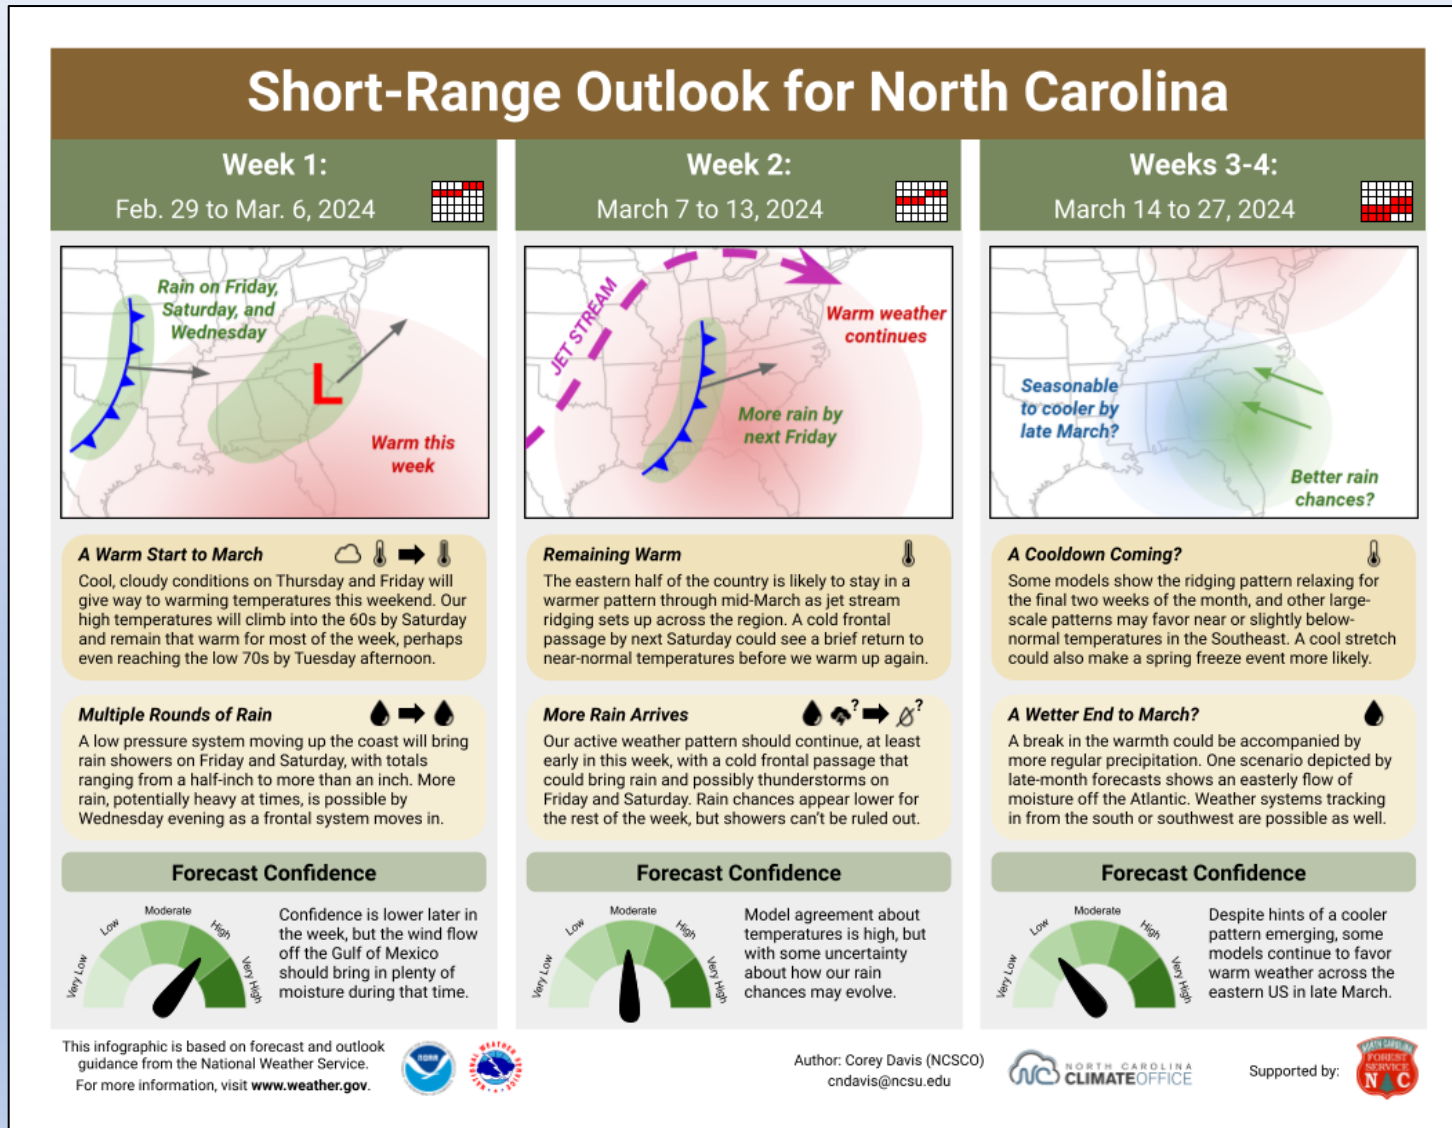 Short-Range Outlook for North Carolina
Week 1:
Feb. 29 to Mar. 6, 2024
Rain on Friday,
Saturday, and
Wednesday
L
Warm this
week
A Warm Start to March
Cool, cloudy conditions on Thursday and Friday will
give way to warming temperatures this weekend. Our
high temperatures will climb into the 60s by Saturday
and remain that warm for most of the week, perhaps
even reaching the low 70s by Tuesday afternoon.
Multiple Rounds of Rain
A low pressure system moving up the coast will bring
rain showers on Friday and Saturday, with totals
ranging from a half-inch to more than an inch. More
rain, potentially heavy at times, is possible by
Wednesday evening as a frontal system moves in.
Forecast Confidence
Very Low
Low
Moderate
High
Very High
Confidence is lower later in
the week, but the wind flow
off the Gulf of Mexico
should bring in plenty of
moisture during that time.
Week 2:
March 7 to 13, 2024
JET STREAM
Warm weather
continues
More rain by
next Friday
Remaining Warm
The eastern half of the country is likely to stay in a
warmer pattern through mid-March as jet stream
ridging sets up across the region. A cold frontal
passage by next Saturday could see a brief return to
near-normal temperatures before we warm up again.
More Rain Arrives
? ?
Our active weather pattern should continue, at least
early in this week, with a cold frontal passage that
could bring rain and possibly thunderstorms on
Friday and Saturday. Rain chances appear lower for
the rest of the week, but showers can't be ruled out.
Forecast Confidence
Very Low
Low
Moderate
High
Very High
Model agreement about
temperatures is high, but
with some uncertainty
about how our rain
chances may evolve.
Weeks 3-4:
March 14 to 27, 2024
Seasonable
to cooler by
late March?
Better rain
chances?
A Cooldown Coming?
Some models show the ridging pattern relaxing for
the final two weeks of the month, and other large-
scale patterns may favor near or slightly below-
normal temperatures in the Southeast. A cool stretch
could also make a spring freeze event more likely.
A Wetter End to March?
A break in the warmth could be accompanied by
more regular precipitation. One scenario depicted by
late-month forecasts shows an easterly flow of
moisture off the Atlantic. Weather systems tracking
in from the south or southwest are possible as well.
Forecast Confidence
Very Low
Low
Moderate
High
Very High
Despite hints of a cooler
pattern emerging, some
models continue to favor
warm weather across the
eastern US in late March.
This infographic is based on forecast and outlook
guidance from the National Weather Service.
For more information, visit www.weather.gov.
NOAA
NATIONAL WEATHER SERVICE
Author: Corey Davis (NCSCO)
cndavis@ncsu.edu
NORTH CAROLINA
CLIMATEOFFICE
Supported by:
NORTH CAROLINA
FOREST
SERVICE
N C